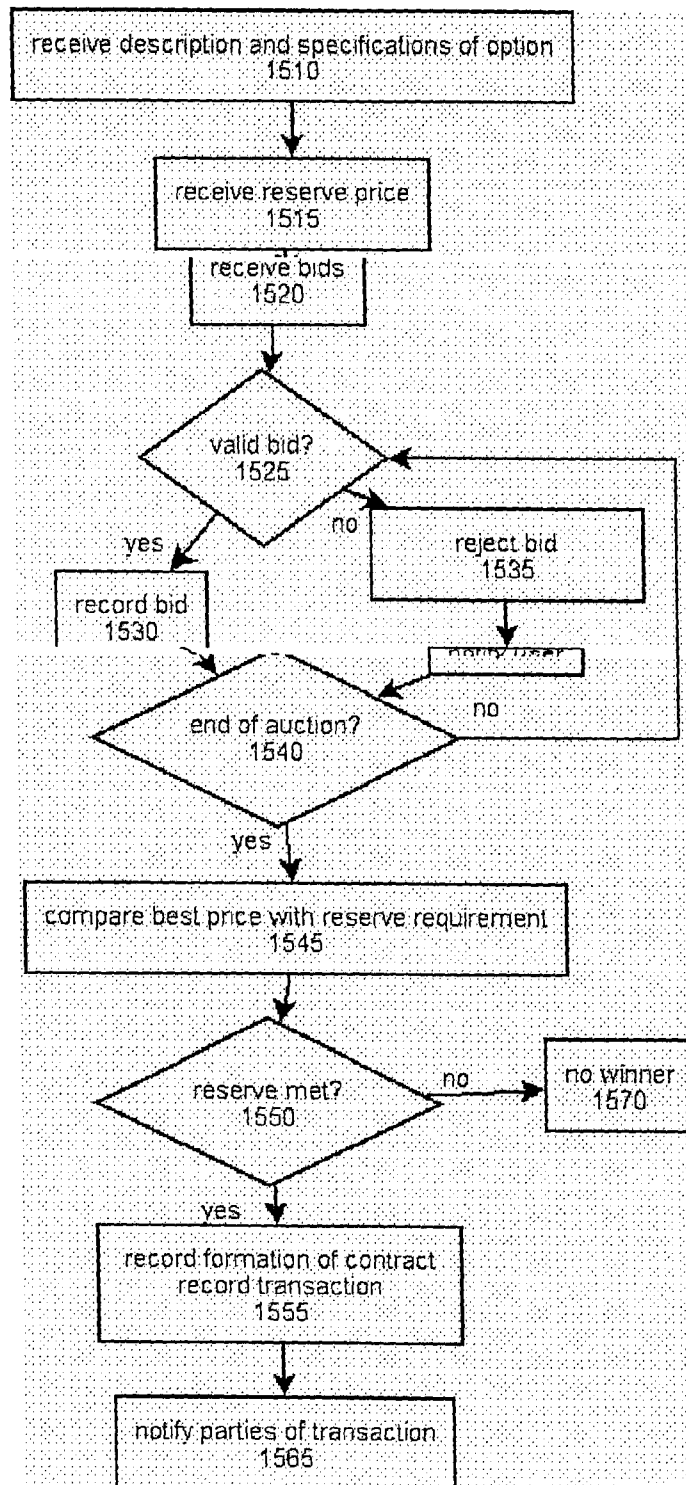 receive description and specifications of option
1510
receive reserve price
1515
receive bids
1520
valid bid?
1525
yes
no
reject bid
1535
record bid
1530
notify user
end of auction?
1540
no
yes
compare best price with reserve requirement
1545
reserve met?
1550
no
no winner
1570
yes
record formation of contract
record transaction
1555
notify parties of transaction
1565